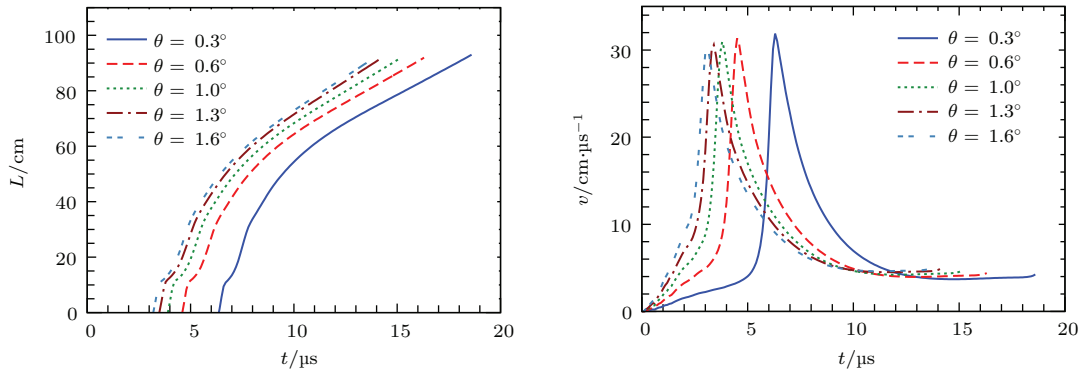 100
80
60
40
20
0
L/cm
θ = 0.3°
θ = 0.6°
θ = 1.0°
θ = 1.3°
θ = 1.6°
0 5 10 15 20
t/µs
30
20
10
0
v/cm·µs⁻¹
θ = 0.3°
θ = 0.6°
θ = 1.0°
θ = 1.3°
θ = 1.6°
0 5 10 15 20
t/µs